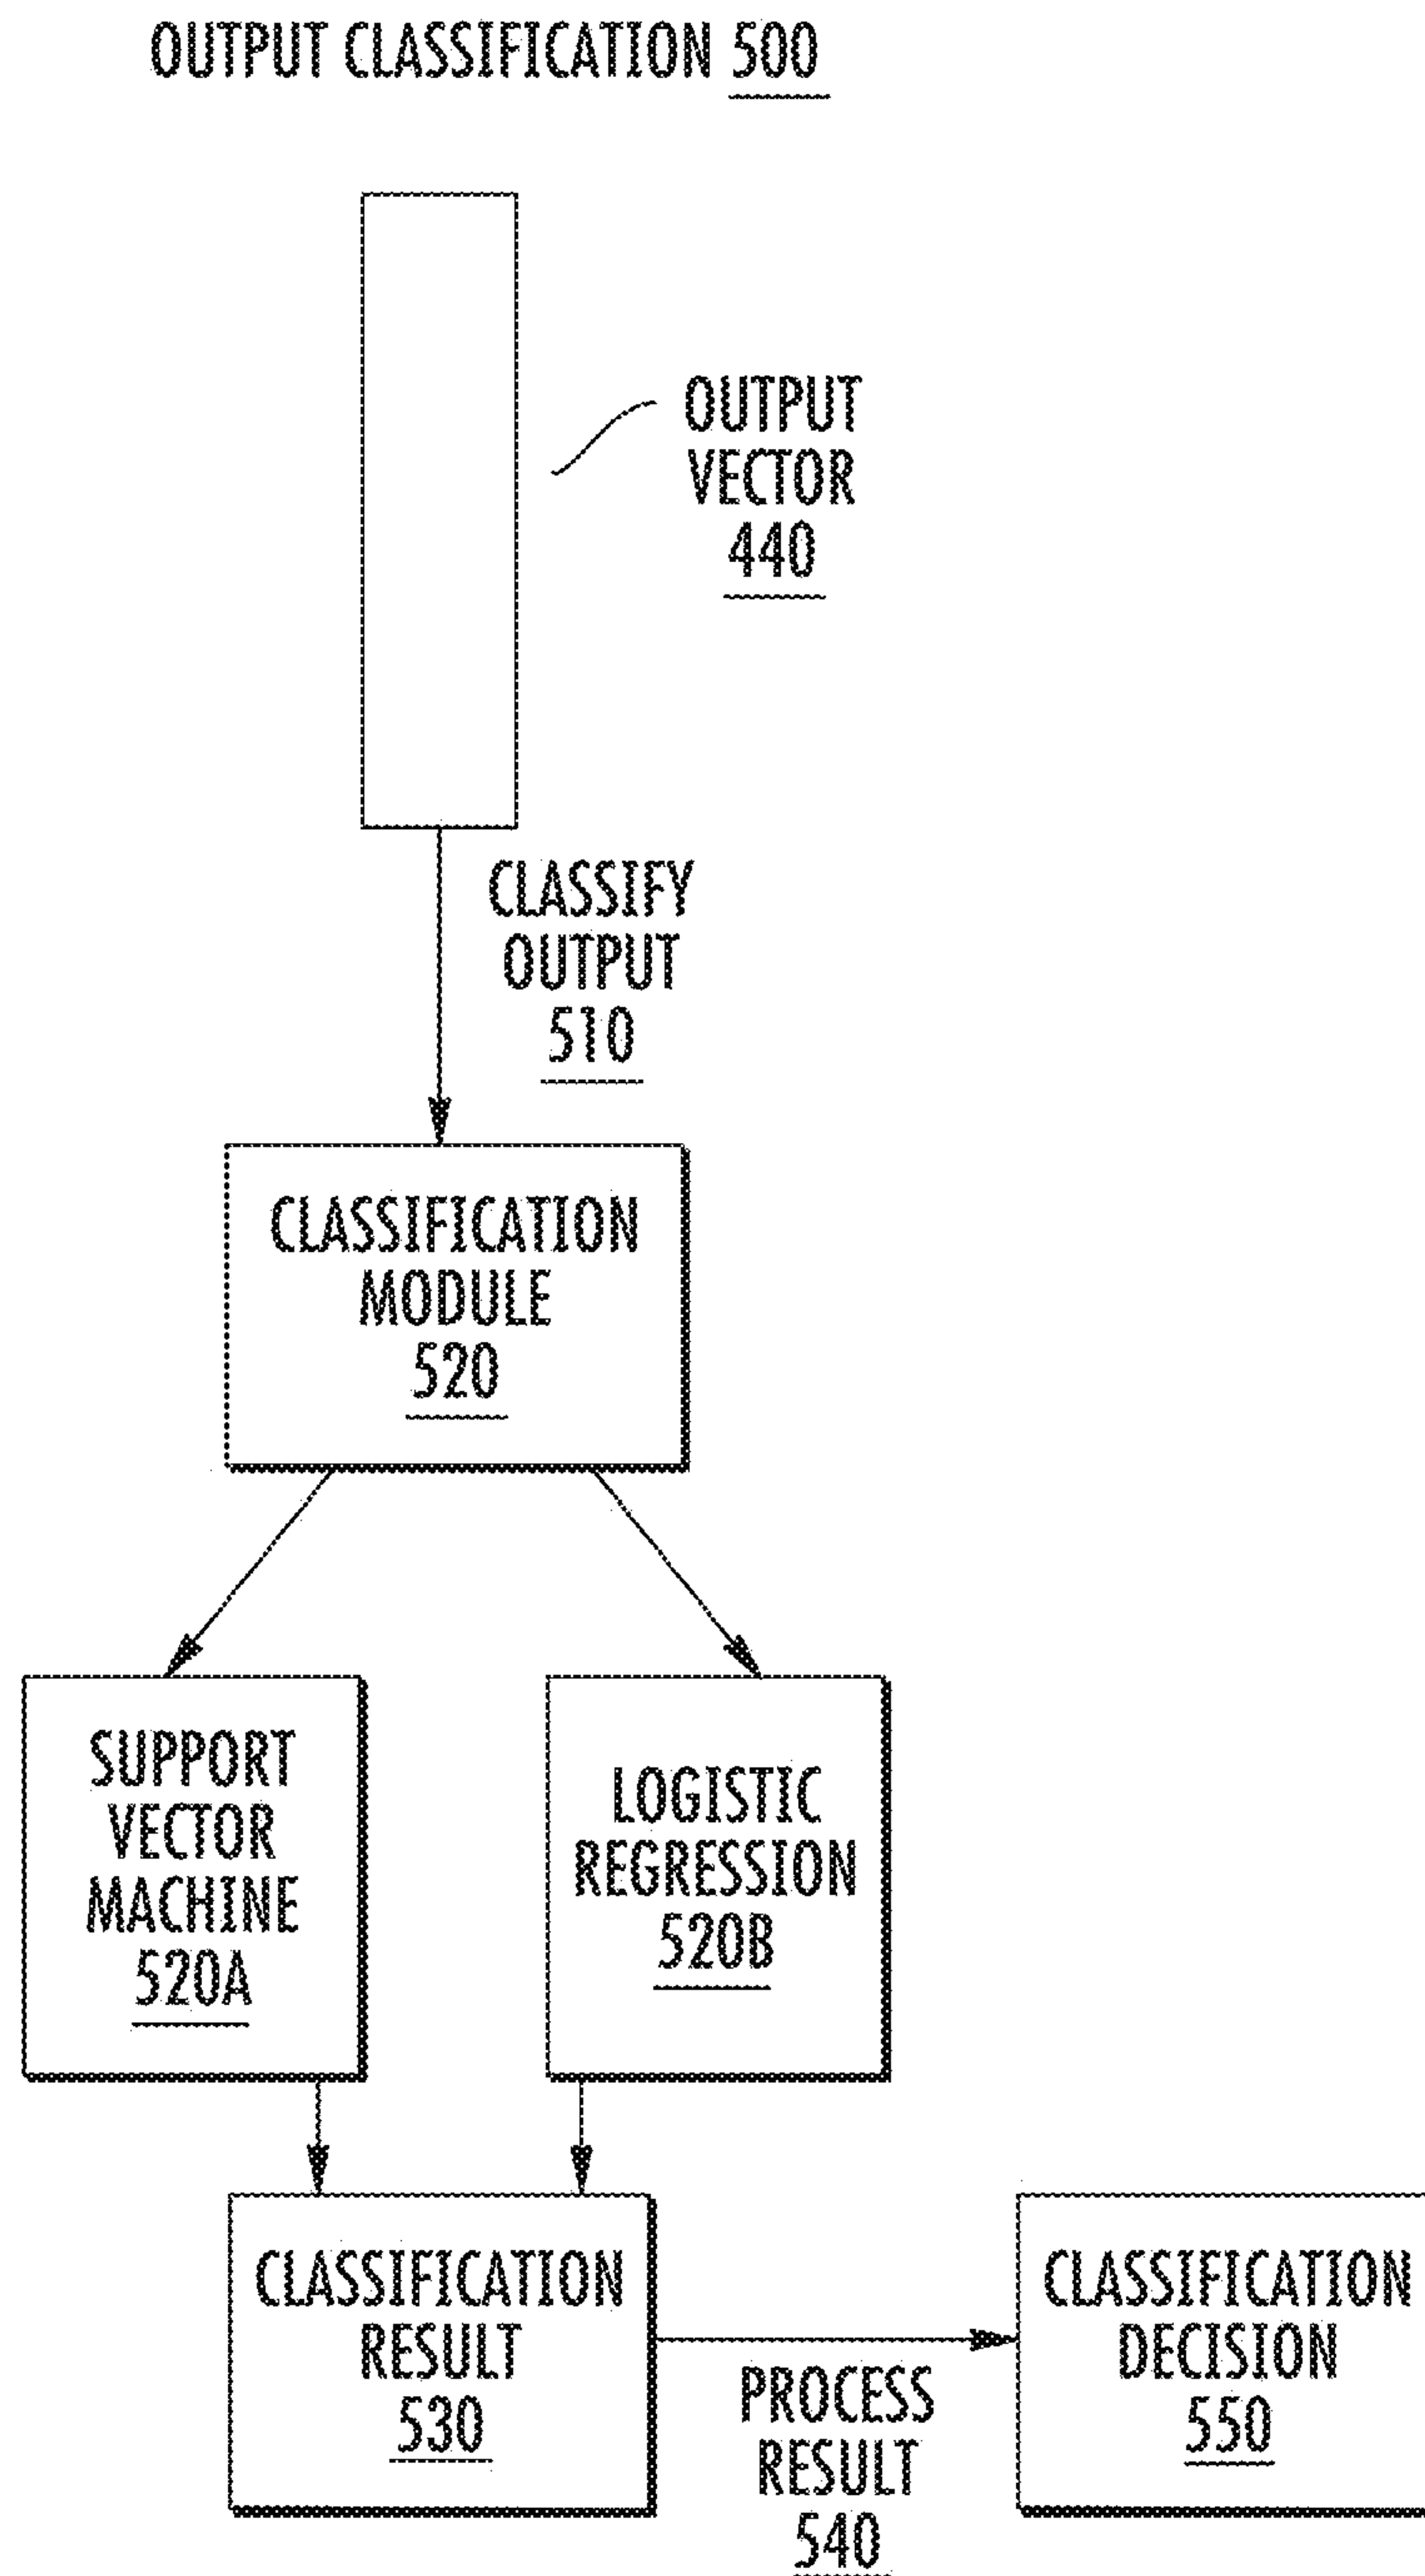 OUTPUT CLASSIFICATION 500
OUTPUT
VECTOR
440
CLASSIFY
OUTPUT
510
CLASSIFICATION
MODULE
520
SUPPORT
VECTOR
MACHINE
520A
LOGISTIC
REGRESSION
520B
CLASSIFICATION
RESULT
530
PROCESS
RESULT
540
CLASSIFICATION
DECISION
550